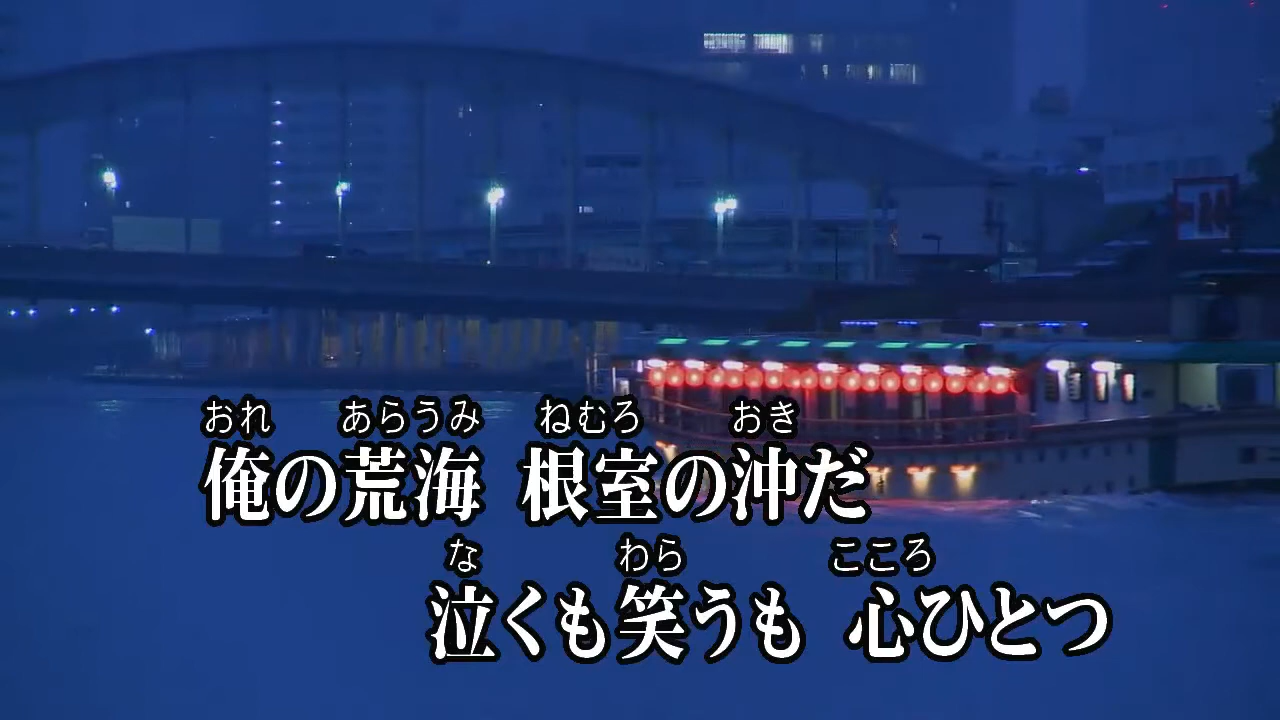 おれ あらうみ ねむろ おき
俺の荒海 根室の沖だ
な わら こころ
泣くも笑うも 心ひとつ